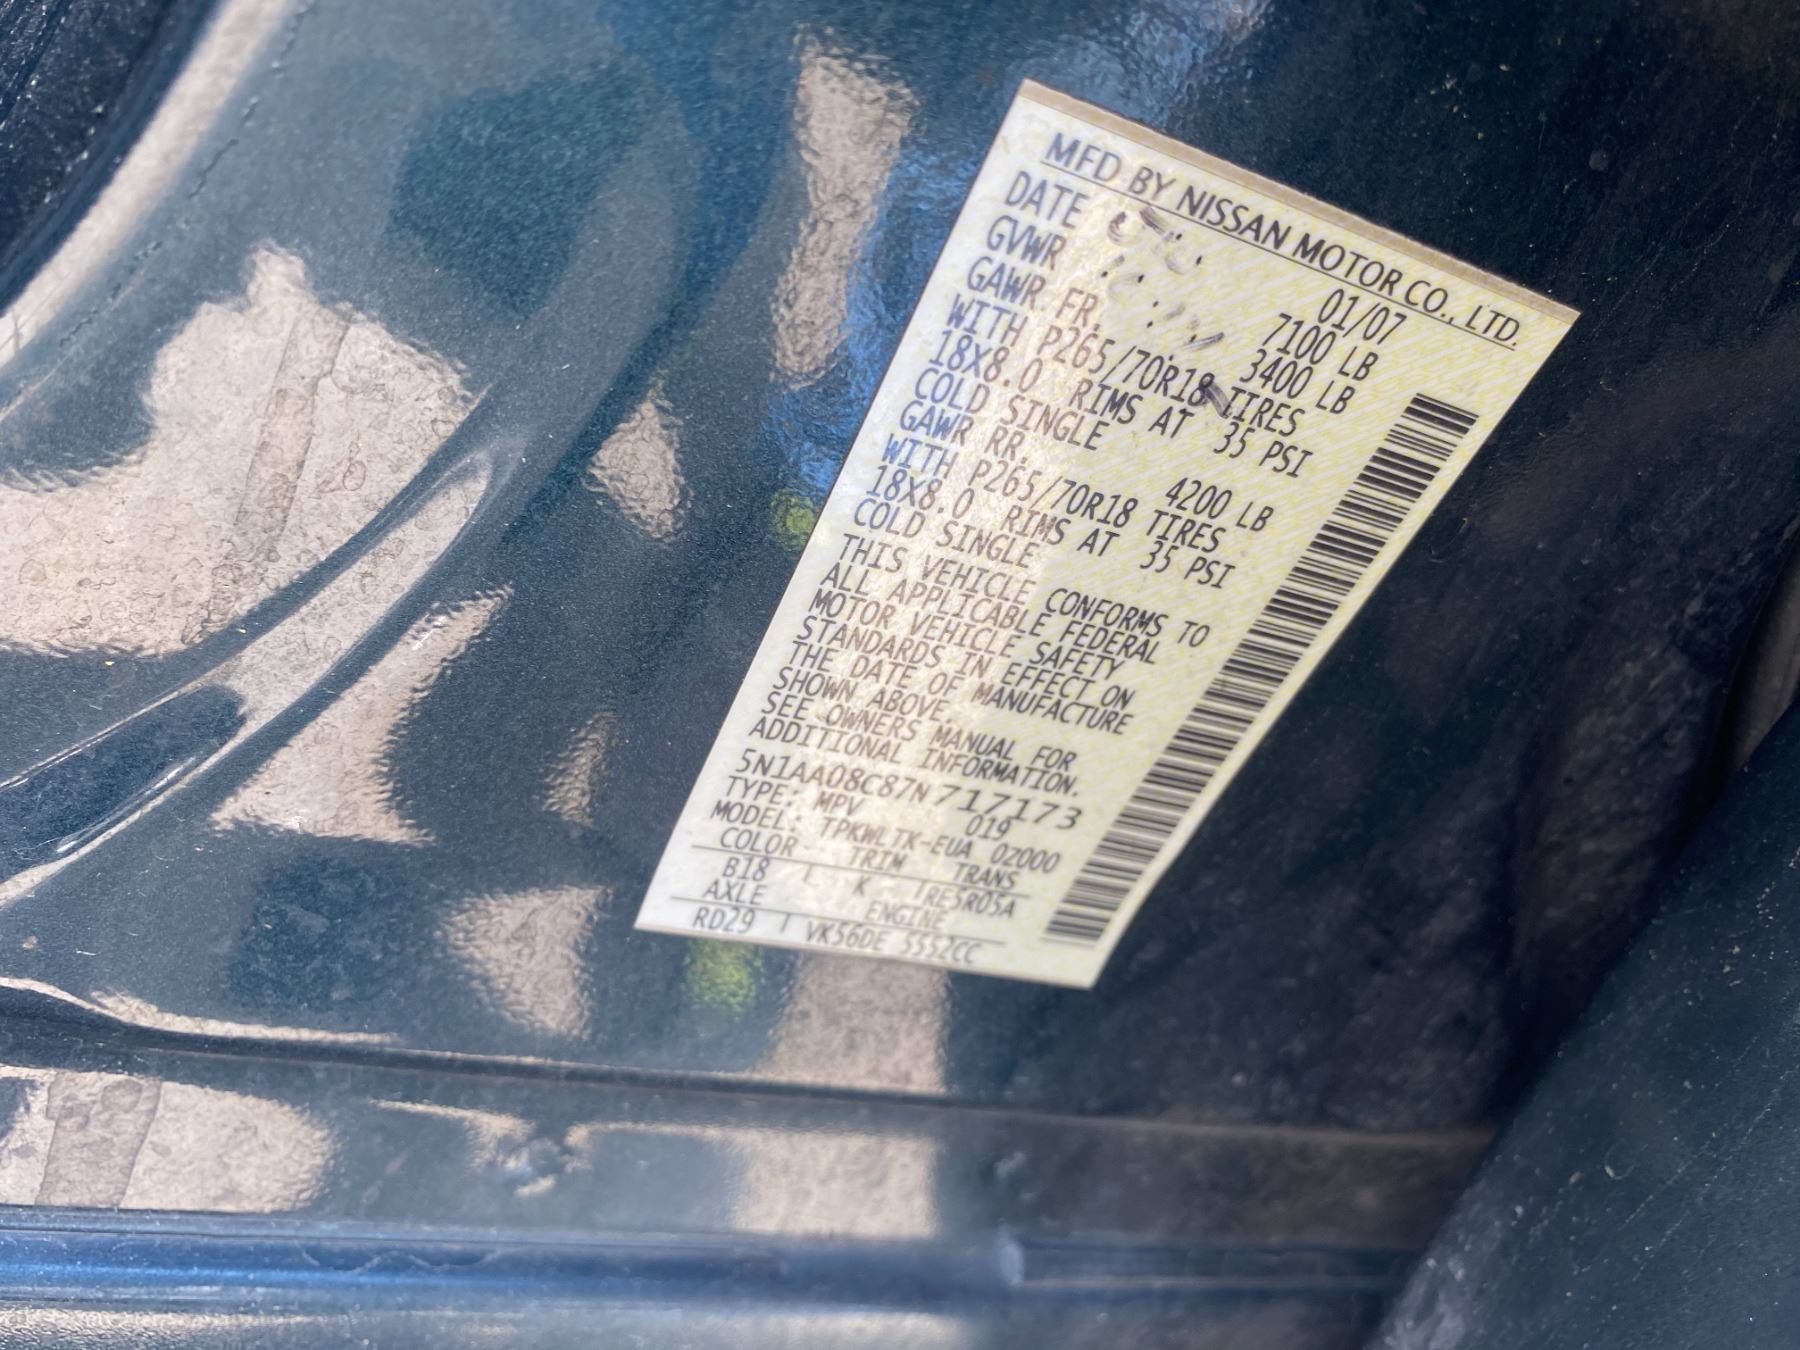 MFD BY NISSAN MOTOR CO., LTD.
DATE 01/07
GVWR 7100 LB
GAWR FR. 3400 LB
WITH P265/70R18 TIRES
18X8.0 RIMS AT 35 PSI
COLD SINGLE
GAWR RR. 4200 LB
WITH P265/70R18 TIRES
18X8.0 RIMS AT 35 PSI
COLD SINGLE
THIS VEHICLE CONFORMS TO
ALL APPLICABLE FEDERAL
MOTOR VEHICLE SAFETY
STANDARDS IN EFFECT ON
THE DATE OF MANUFACTURE
SHOWN ABOVE.
SEE OWNERS MANUAL FOR
ADDITIONAL INFORMATION.
5N1AA08C87N717173
TYPE: MPV 019
MODEL: TPKWLTK-EUA 0Z000
COLOR TRIM TRANS
B18 K TRE5R05A
AXLE ENGINE
RD29 VK56DE 5552CC